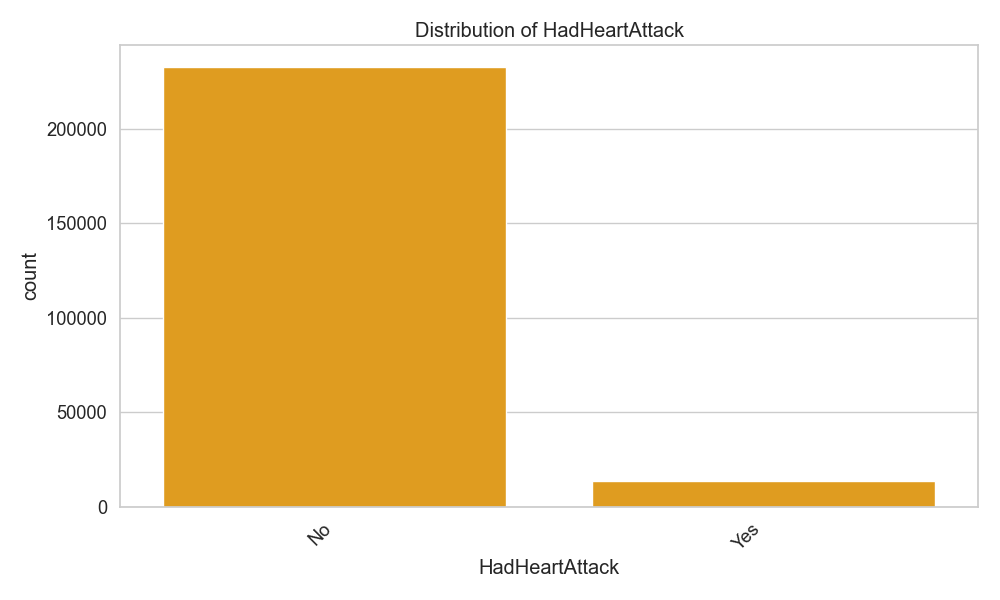 Distribution of HadHeartAttack
200000
150000
100000
50000
0
count
No
Yes
HadHeartAttack